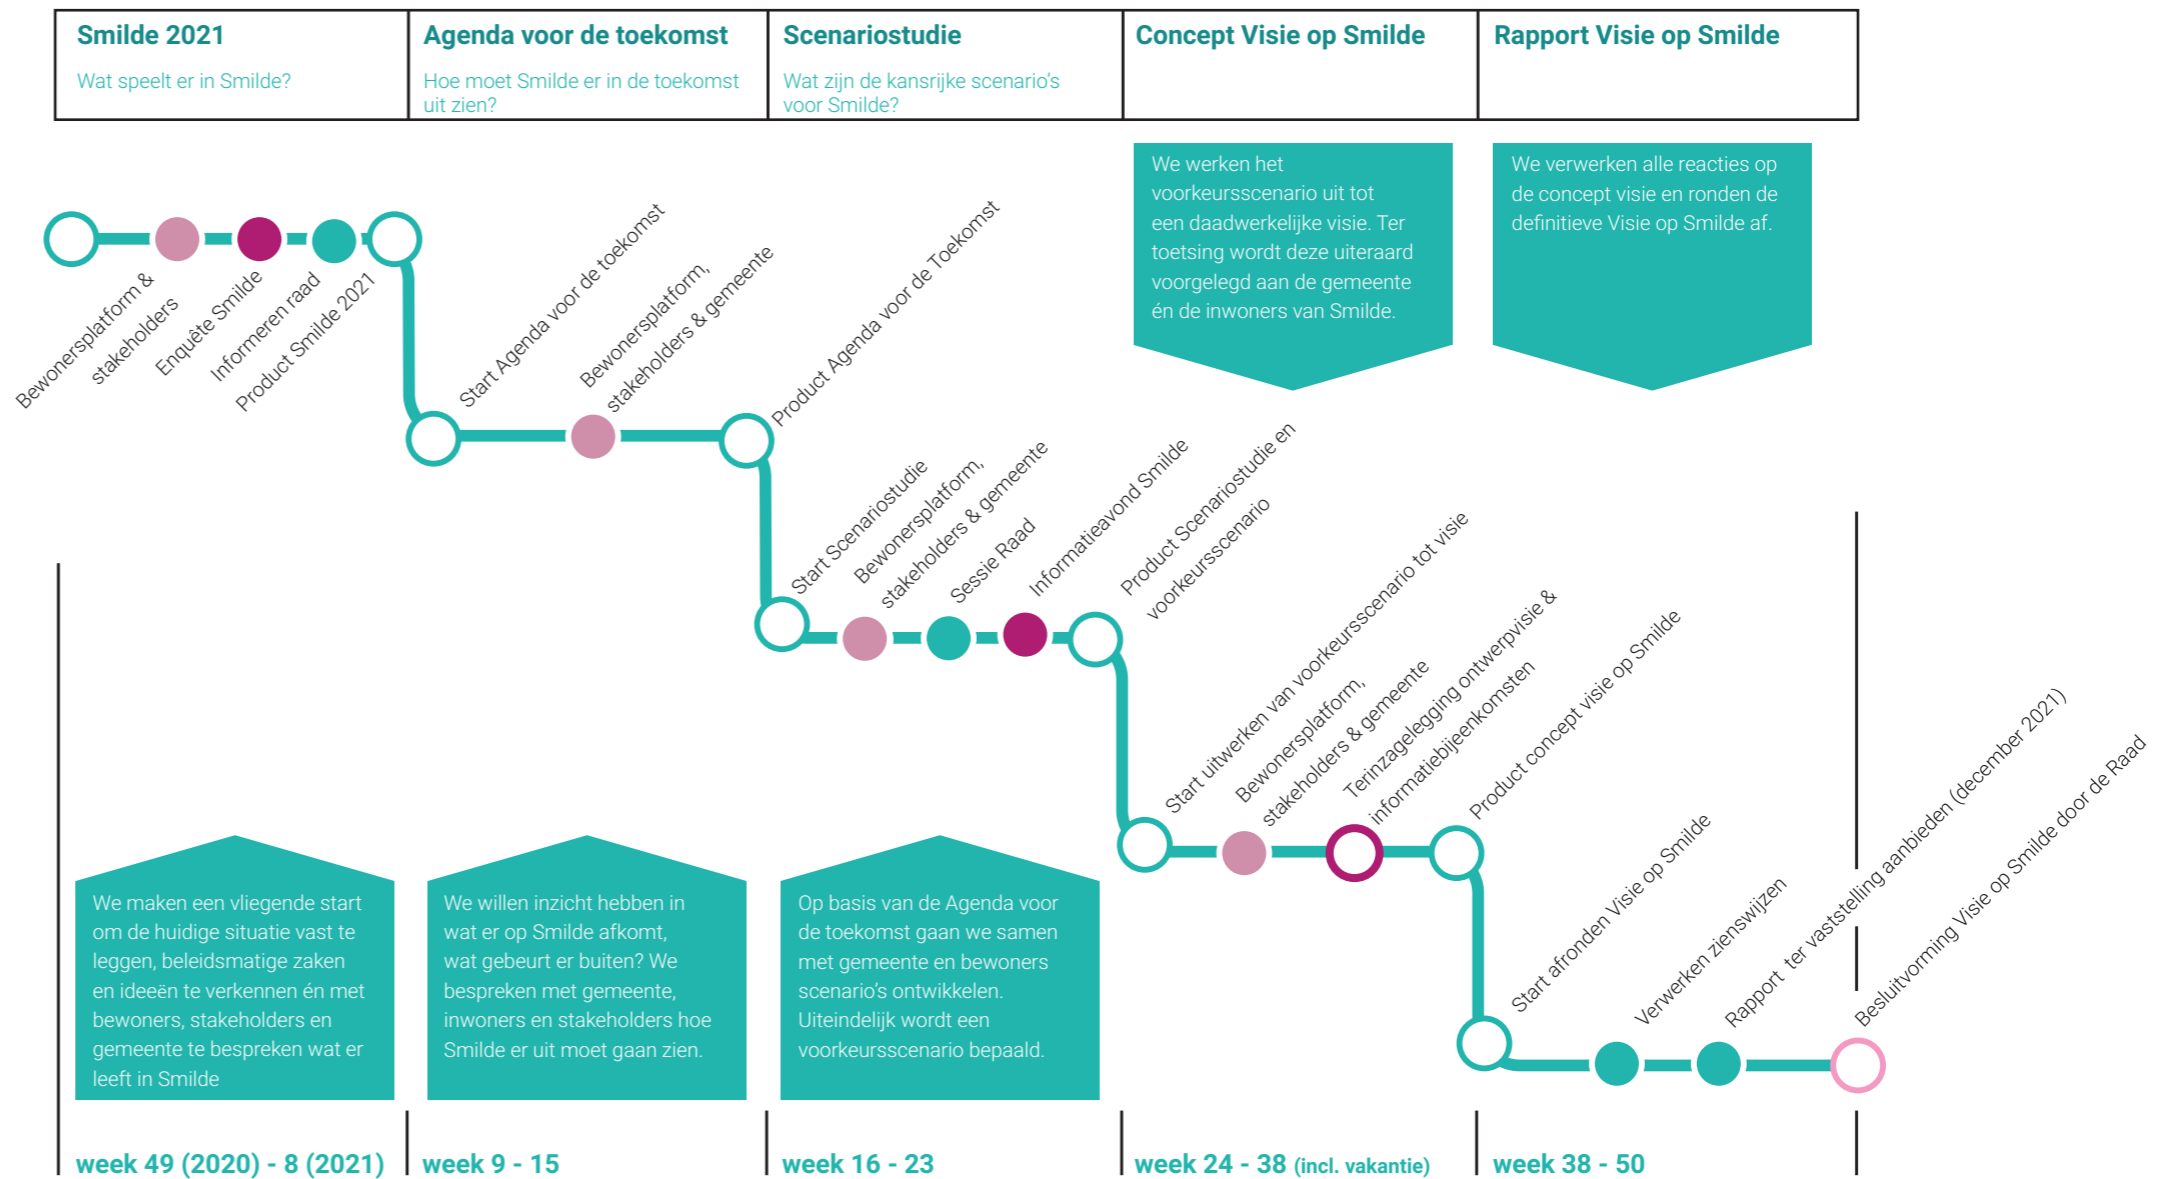 Smilde 2021
Wat speelt er in Smilde?
Agenda voor de toekomst
Hoe moet Smilde er in de toekomst
uit zien?
Scenariostudie
Wat zijn de kansrijke scenario's
voor Smilde?
Concept Visie op Smilde
Rapport Visie op Smilde
We werken het
voorkeursscenario uit tot
een daadwerkelijke visie. Ter
toetsing wordt deze uiteraard
voorgelegd aan de gemeente
én de inwoners van Smilde.
We verwerken alle reacties op
de concept visie en ronden de
definitieve Visie op Smilde af.
Bewonersplatform &
stakeholders
Enquête Smilde
Informeren raad
Product Smilde 2021
Start Agenda voor de toekomst
Bewonersplatform,
stakeholders & gemeente
Product Agenda voor de Toekomst
Start Scenariostudie
Bewonersplatform,
stakeholders & gemeente
Sessie Raad
Informatieavond Smilde
Product Scenariostudie en
voorkeursscenario
Start uitwerken van voorkeursscenario tot visie
Bewonersplatform,
stakeholders & gemeente
Terinzagelegging ontwerpvisie &
informatiebijeenkomsten
Product concept visie op Smilde
Start afronden Visie op Smilde
Verwerken zienswijzen
Rapport ter vaststelling aanbieden (december 2021)
Besluitvorming Visie op Smilde door de Raad
We maken een vliegende start
om de huidige situatie vast te
leggen, beleidsmatige zaken
en ideeën te verkennen én met
bewoners, stakeholders en
gemeente te bespreken wat er
leeft in Smilde
We willen inzicht hebben in
wat er op Smilde afkomt,
wat gebeurt er buiten? We
bespreken met gemeente,
inwoners en stakeholders hoe
Smilde er uit moet gaan zien.
Op basis van de Agenda voor
de toekomst gaan we samen
met gemeente en bewoners
scenario's ontwikkelen.
Uiteindelijk wordt een
voorkeursscenario bepaald.
week 49 (2020) - 8 (2021)
week 9 - 15
week 16 - 23
week 24 - 38 (incl. vakantie)
week 38 - 50